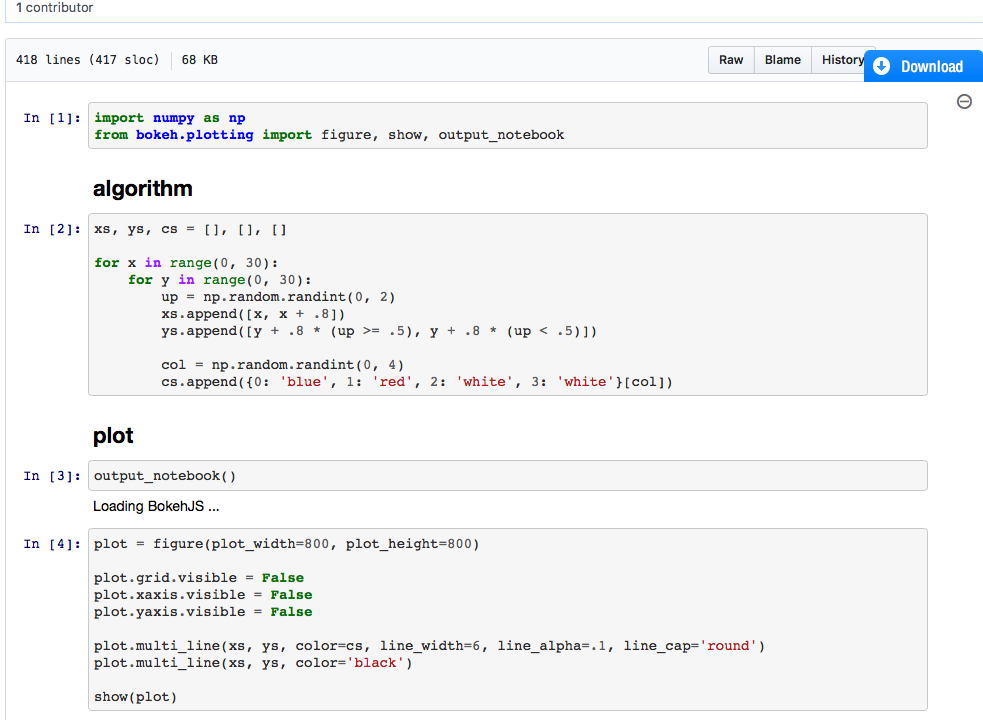 1 contributor
418 lines (417 sloc) 68 KB
Raw Blame History Download
In [1]: import numpy as np
from bokeh.plotting import figure, show, output_notebook
algorithm
In [2]: xs, ys, cs = [], [], []
for x in range(0, 30):
    for y in range(0, 30):
        up = np.random.randint(0, 2)
        xs.append([x, x + .8])
        ys.append([y + .8 * (up >= .5), y + .8 * (up < .5)])
        col = np.random.randint(0, 4)
        cs.append({0: 'blue', 1: 'red', 2: 'white', 3: 'white'}[col])
plot
In [3]: output_notebook()
Loading BokehJS ...
In [4]: plot = figure(plot_width=800, plot_height=800)
plot.grid.visible = False
plot.xaxis.visible = False
plot.yaxis.visible = False
plot.multi_line(xs, ys, color=cs, line_width=6, line_alpha=.1, line_cap='round')
plot.multi_line(xs, ys, color='black')
show(plot)